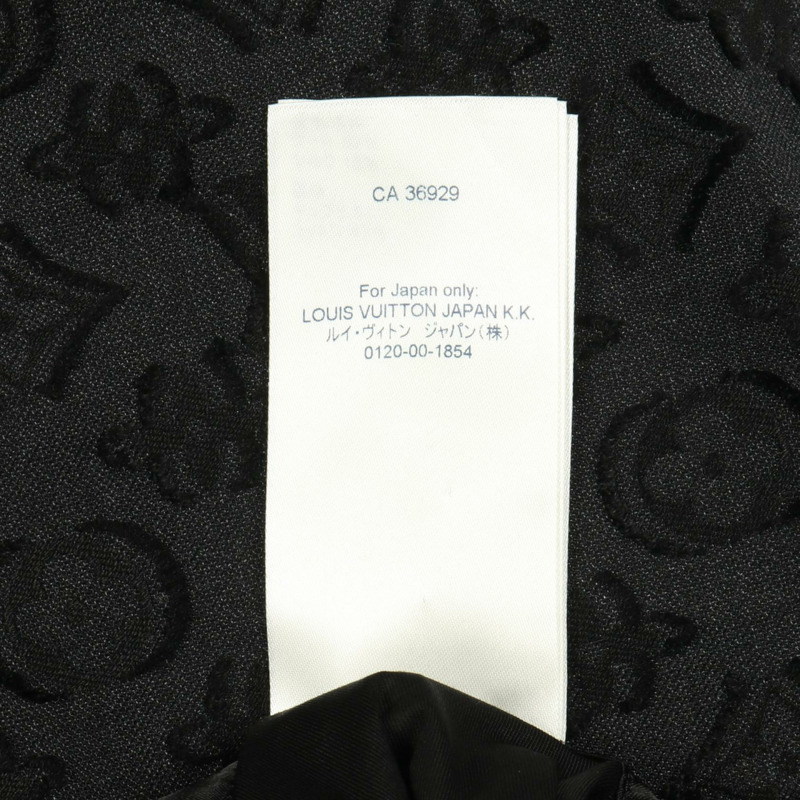 CA 36929
For Japan only:
LOUIS VUITTON JAPAN K.K.
ルイ・ヴィトン ジャパン(株)
0120-00-1854